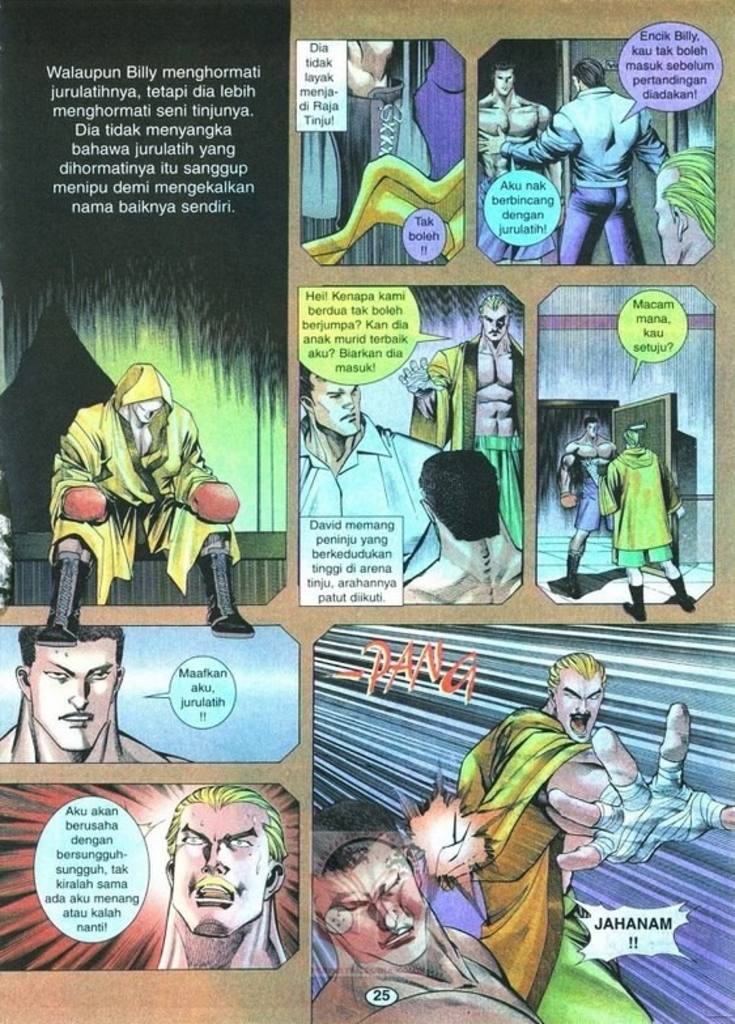 Walaupun Billy menghormati
jurulatihnya, tetapi dia lebih
menghormati seni tinjunya.
Dia tidak menyangka
bahawa jurulatih yang
dihormatinya itu sanggup
menipu demi mengekalkan
nama baiknya sendiri.
Dia
tidak
layak
menja-
di Raja
Tinju!
Tak
boleh
!!
Encik Billy,
kau tak boleh
masuk sebelum
pertandingan
diadakan!
Aku nak
berbincang
dengan
jurulatih!
Hei! Kenapa kami
berdua tak boleh
berjumpa? Kan dia
anak murid terbaik
aku? Biarkan dia
masuk!
David memang
peninju yang
berkedudukan
tinggi di arena
tinju, arahannya
patut diikuti.
Macam
mana,
kau
setuju?
Maafkan
aku,
jurulatih
!!
Aku akan
berusaha
dengan
bersungguh-
sungguh, tak
kiralah sama
ada aku menang
atau kalah
nanti!
PANG
JAHANAM
!!
25